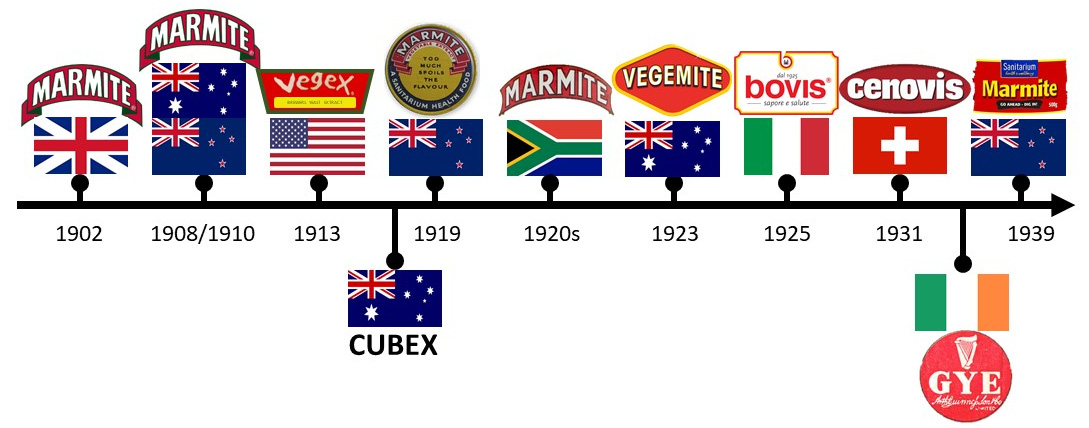 MARMITE
MARMITE
Vegex
MARMITE
TOO
MUCH
SPOILS
THE
FLAVOUR
A SANITARIUM HEALTH FOOD
MARMITE
VEGEMITE
dal 1925
bovis®
sapore e salute
cenovis
Sanitarium
Marmite
GO AHEAD - DIG IN!
500g
1902
1908/1910
1913
1919
1920s
1923
1925
1931
1939
CUBEX
GYE
LIMITED